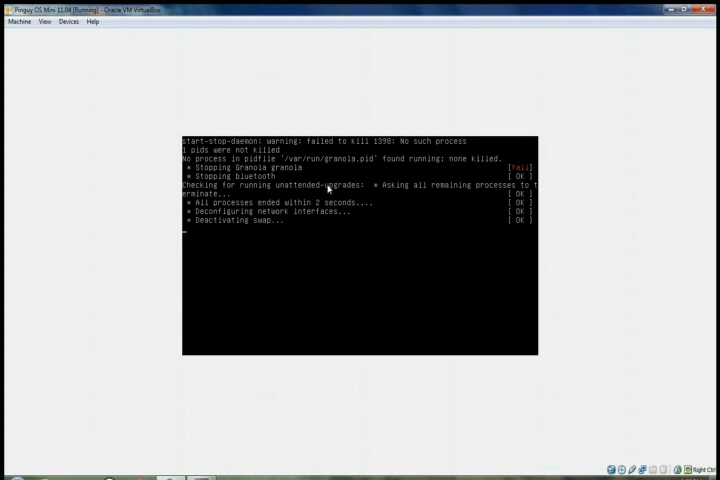 Pinguy OS Mini 11.04 [Running] - Oracle VM VirtualBox
Machine View Devices Help
start-stop-daemon: warning: failed to kill 1398: No such process
1 pids were not killed
No process in pidfile '/var/run/granola.pid' found running; none killed.
* Stopping Granola granola [fail]
* Stopping bluetooth [ OK ]
Checking for running unattended-upgrades: * Asking all remaining processes to t
erminate... [ OK ]
* All processes ended within 2 seconds.... [ OK ]
* Deconfiguring network interfaces... [ OK ]
* Deactivating swap... [ OK ]
Right Ctrl